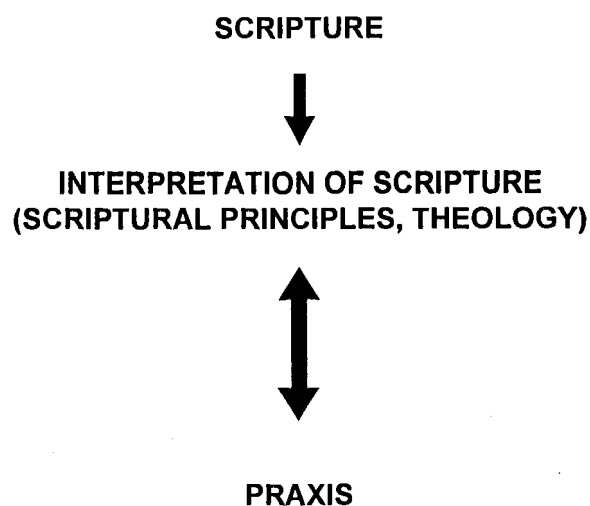 SCRIPTURE
INTERPRETATION OF SCRIPTURE
(SCRIPTURAL PRINCIPLES, THEOLOGY)
PRAXIS